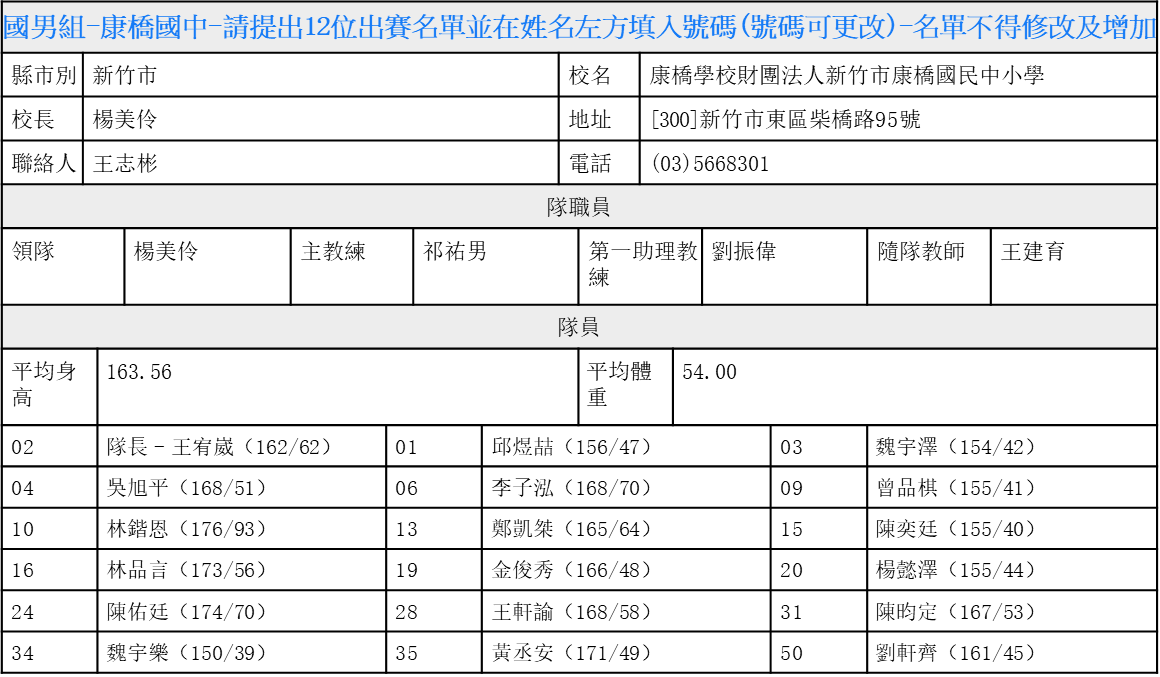 國男組-康橋國中-請提出12位出賽名單並在姓名左方填入號碼(號碼可更改)-名單不得修改及增加
縣市別 新竹市 校名 康橋學校財團法人新竹市康橋國民中小學
校長 楊美伶 地址 [300]新竹市東區柴橋路95號
聯絡人 王志彬 電話 (03)5668301
隊職員
領隊 楊美伶 主教練 祁祐男 第一助理教 劉振偉 隨隊教師 王建育
練
隊員
平均身 163.56 平均體 54.00
高 重
02 隊長-王宥崴（162/62） 01 邱煜喆（156/47） 03 魏宇澤（154/42）
04 吳旭平（168/51） 06 李子泓（168/70） 09 曾品棋（155/41）
10 林鍇恩（176/93） 13 鄭凱桀（165/64） 15 陳奕廷（155/40）
16 林品言（173/56） 19 金俊秀（166/48） 20 楊懿澤（155/44）
24 陳佑廷（174/70） 28 王軒諭（168/58） 31 陳昀定（167/53）
34 魏宇樂（150/39） 35 黃丞安（171/49） 50 劉軒齊（161/45）